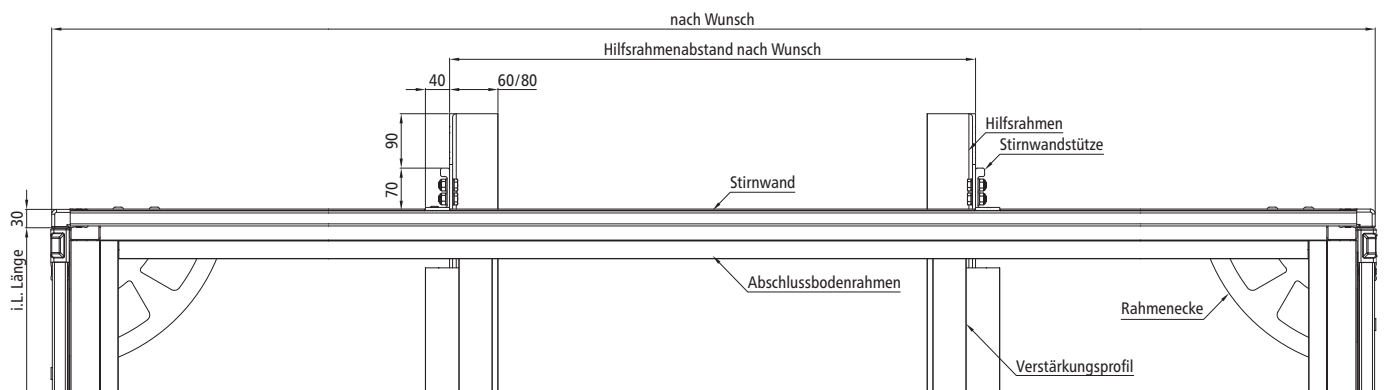 nach Wunsch
Hilfsrahmenabstand nach Wunsch
40
60/80
90
Hilfsrahmen
Stirnwandstütze
70
Stirnwand
30
i.L. Länge
Abschlussbodenrahmen
Rahmenecke
Verstärkungsprofil